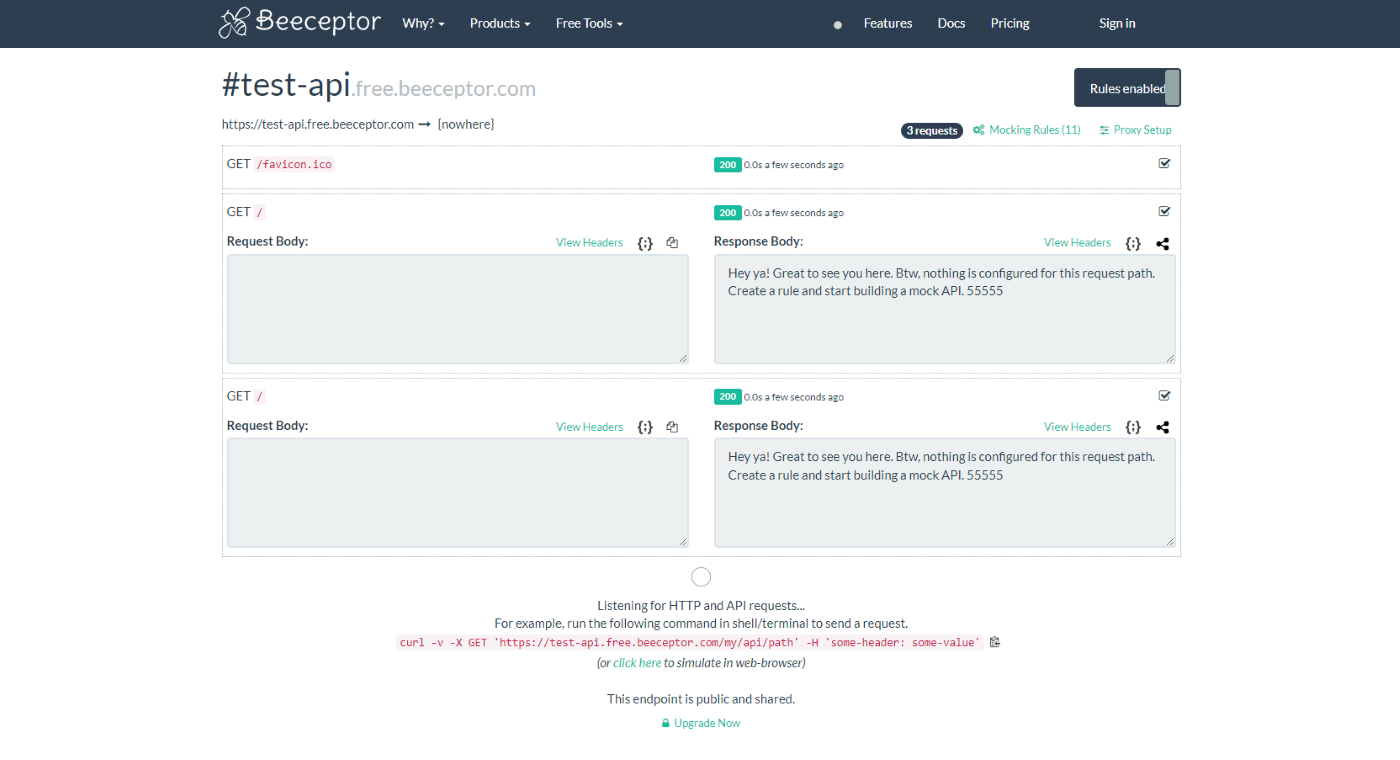 Beeceptor Why? Products Free Tools Features Docs Pricing Sign in
#test-api.free.beeceptor.com Rules enabled
https://test-api.free.beeceptor.com → {nowhere} 3 requests Mocking Rules (11) Proxy Setup
GET /favicon.ico 200 0.0s a few seconds ago
GET / 200 0.0s a few seconds ago
Request Body: View Headers {;} Response Body: View Headers {;}
Hey ya! Great to see you here. Btw, nothing is configured for this request path.
Create a rule and start building a mock API. 55555
GET / 200 0.0s a few seconds ago
Request Body: View Headers {;} Response Body: View Headers {;}
Hey ya! Great to see you here. Btw, nothing is configured for this request path.
Create a rule and start building a mock API. 55555
Listening for HTTP and API requests...
For example, run the following command in shell/terminal to send a request.
curl -v -X GET 'https://test-api.free.beeceptor.com/my/api/path' -H 'some-header: some-value'
(or click here to simulate in web-browser)
This endpoint is public and shared.
Upgrade Now